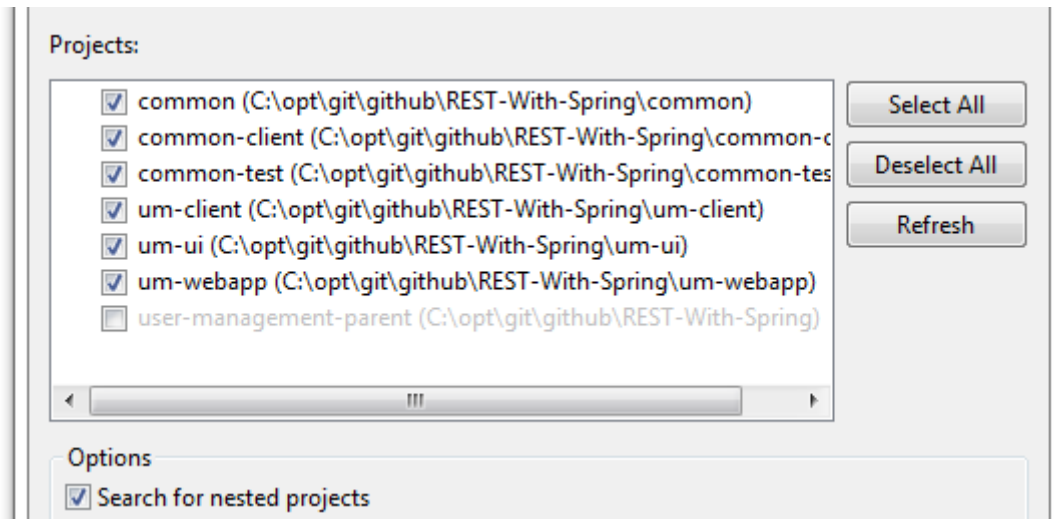 Projects:
common (C:\opt\git\github\REST-With-Spring\common)
common-client (C:\opt\git\github\REST-With-Spring\common-c
common-test (C:\opt\git\github\REST-With-Spring\common-tes
um-client (C:\opt\git\github\REST-With-Spring\um-client)
um-ui (C:\opt\git\github\REST-With-Spring\um-ui)
um-webapp (C:\opt\git\github\REST-With-Spring\um-webapp)
user-management-parent (C:\opt\git\github\REST-With-Spring)
Select All
Deselect All
Refresh
Options
Search for nested projects